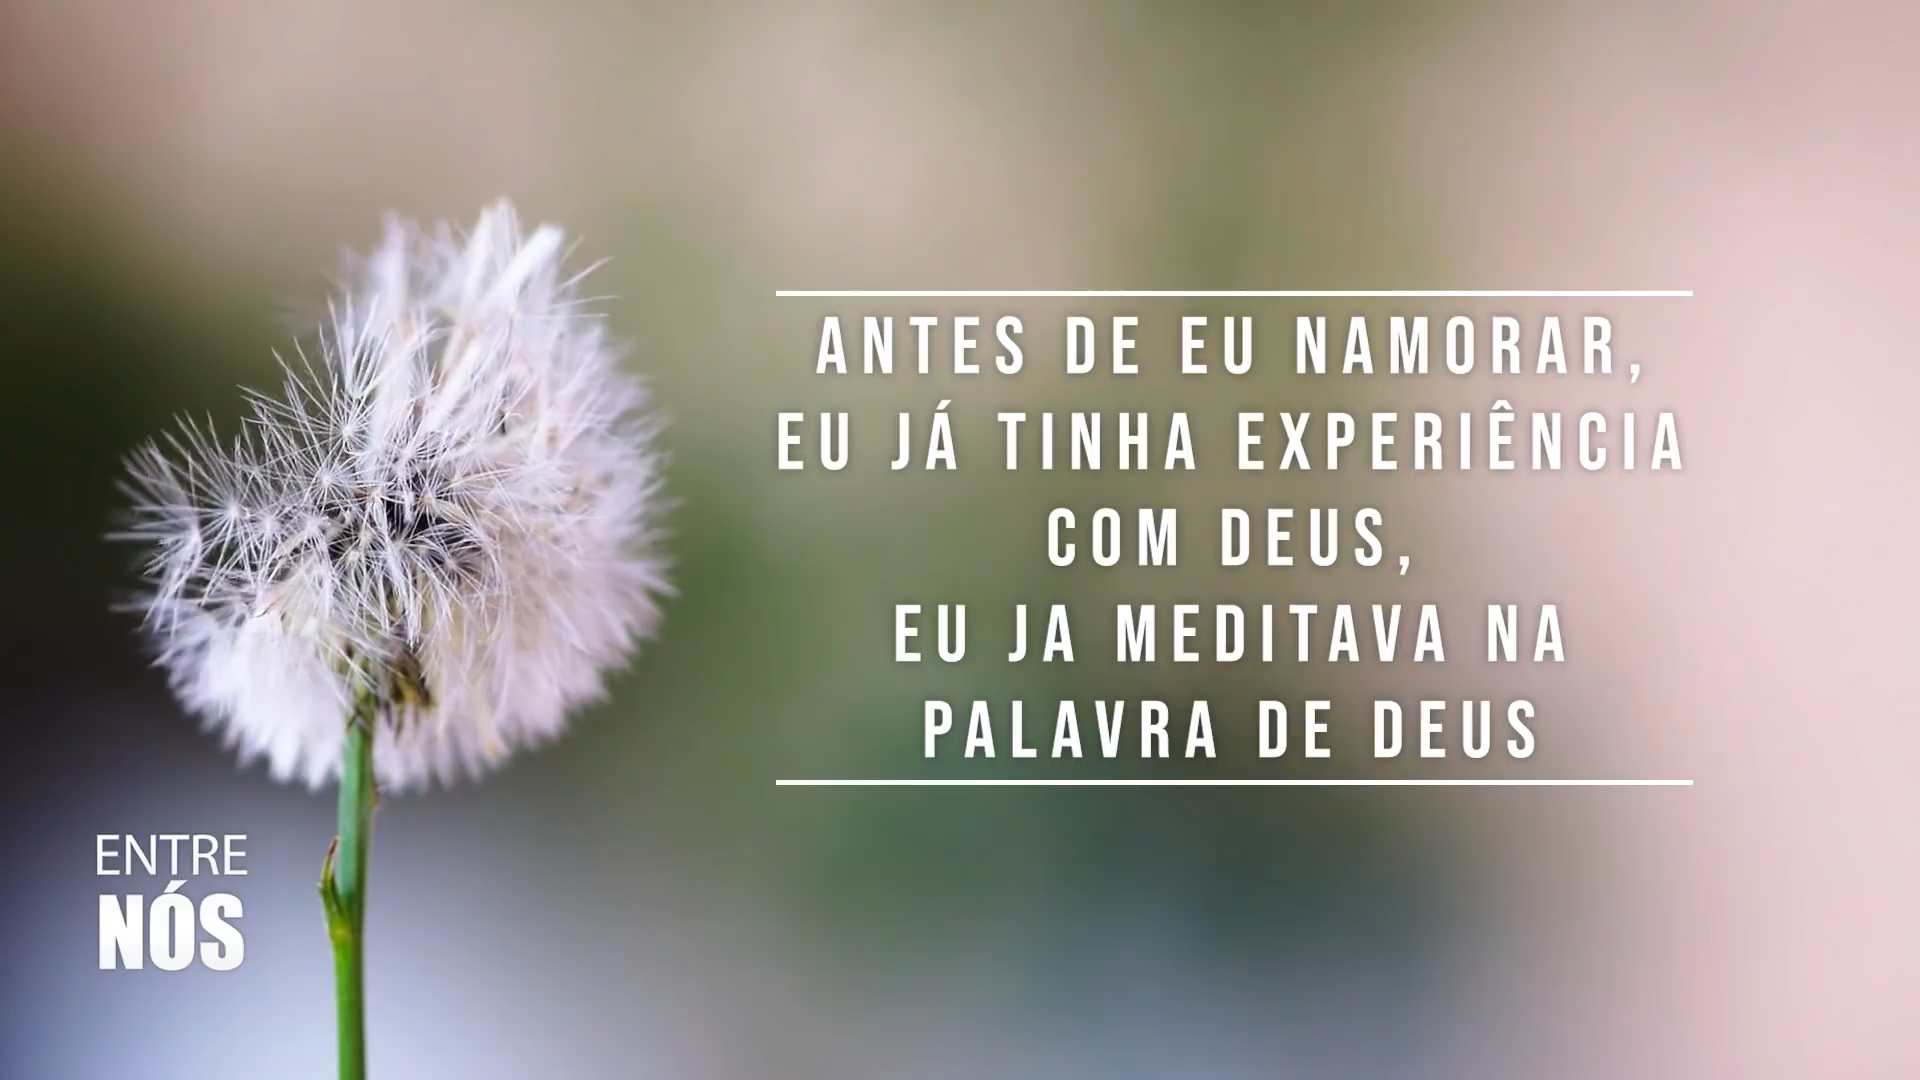 ANTES DE EU NAMORAR,
EU JÁ TINHA EXPERIÊNCIA
COM DEUS,
EU JA MEDITAVA NA
PALAVRA DE DEUS
ENTRE
NÓS